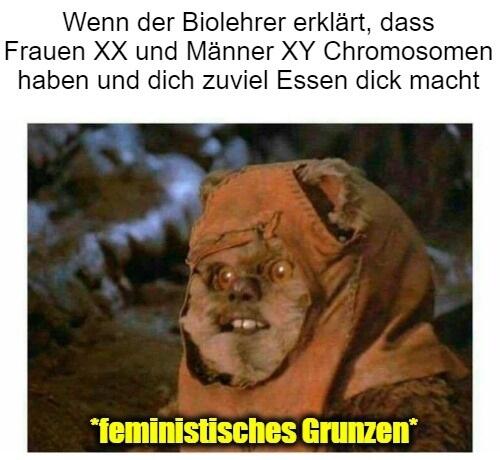 Wenn der Biolehrer erklärt, dass
Frauen XX und Männer XY Chromosomen
haben und dich zuviel Essen dick macht
*feministisches Grunzen*